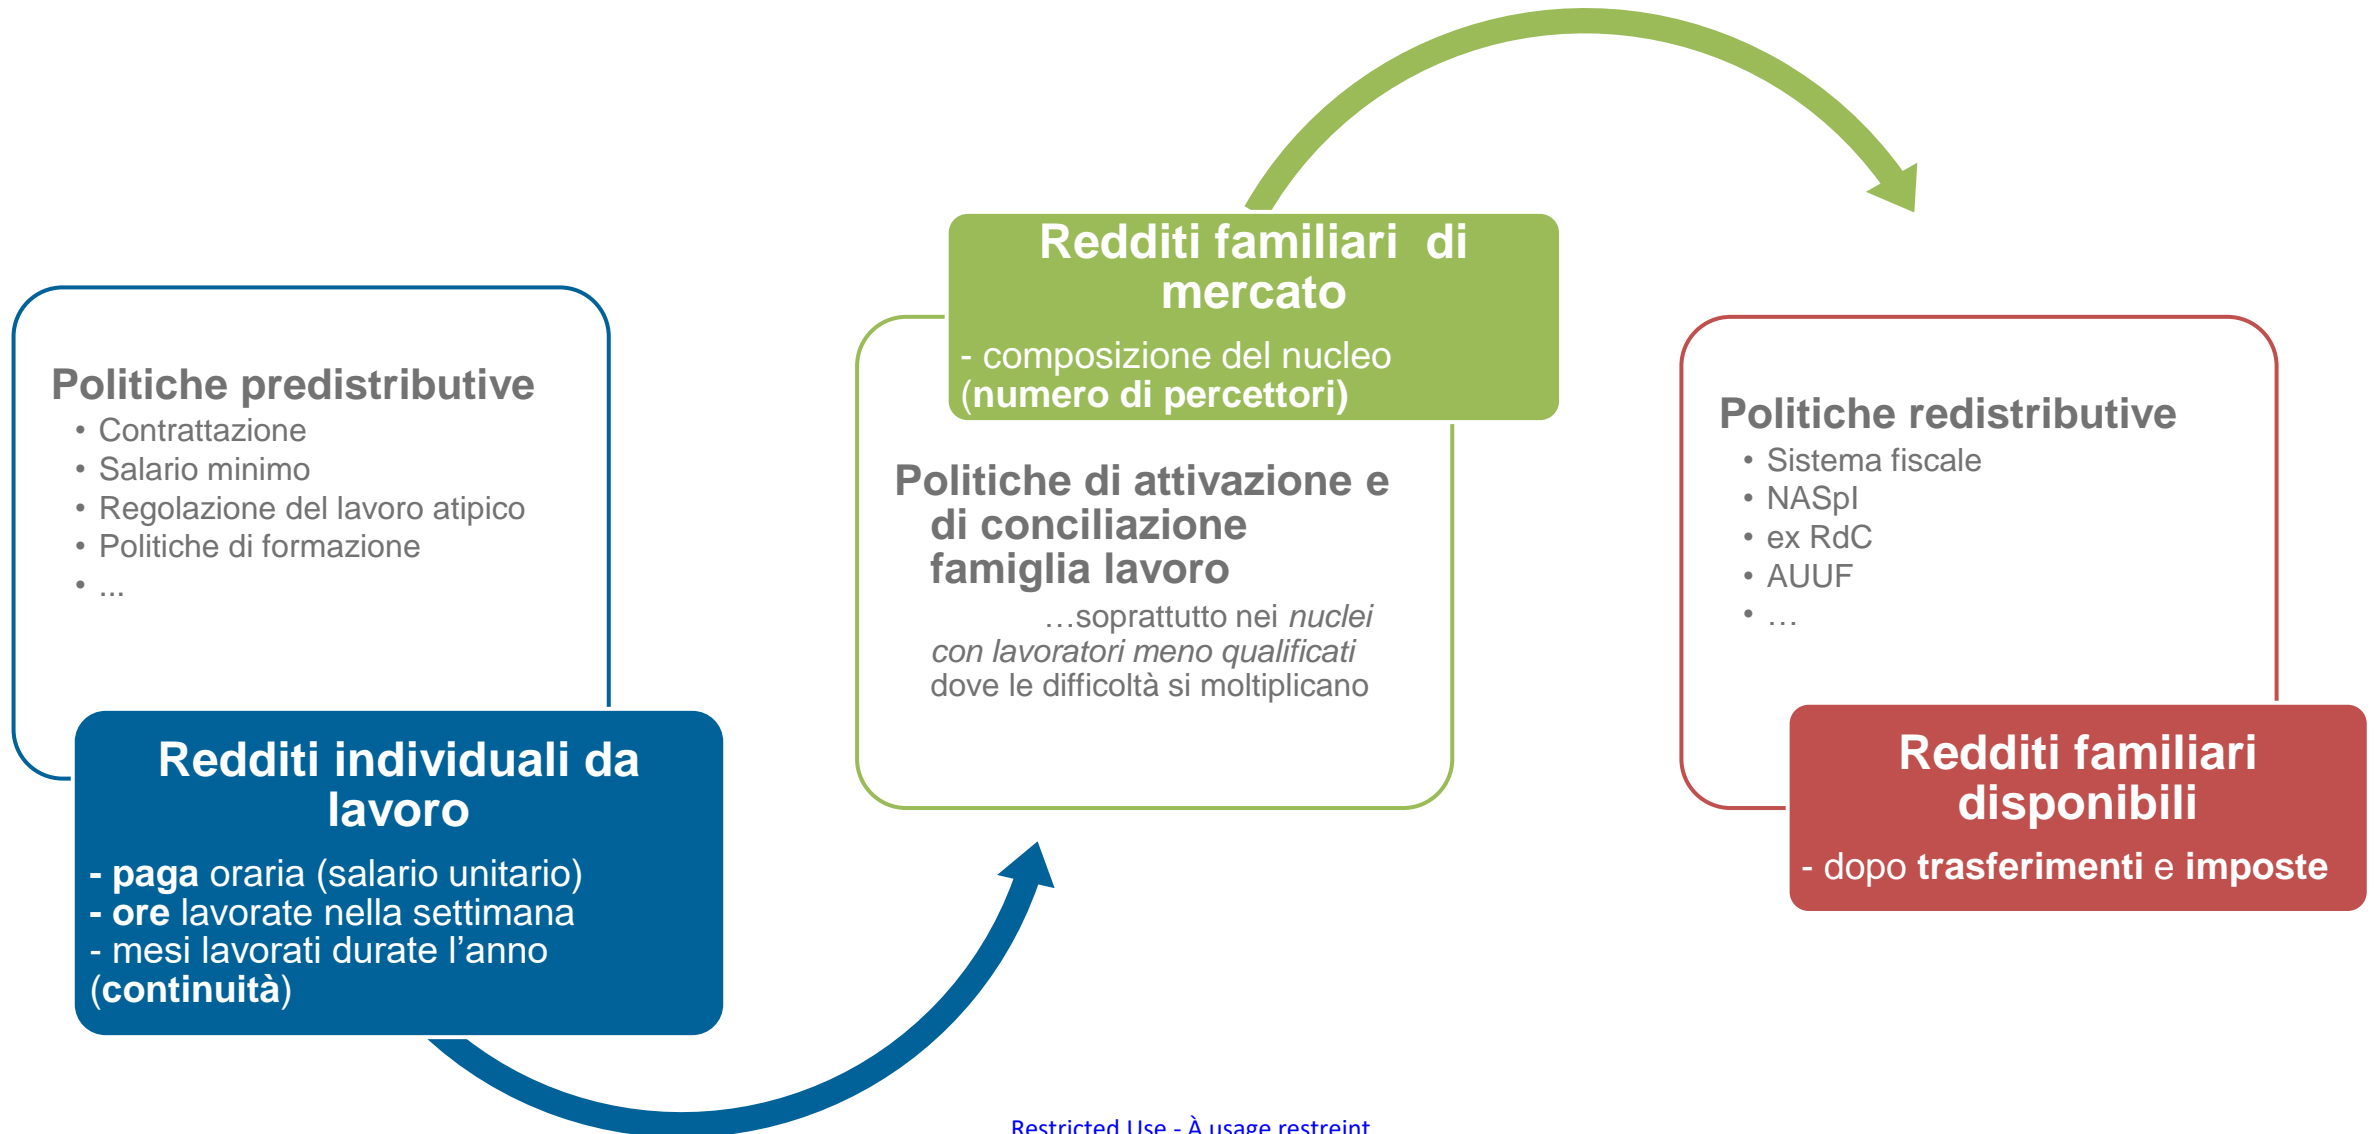 Politiche predistributive
• Contrattazione
• Salario minimo
• Regolazione del lavoro atipico
• Politiche di formazione
• ...
Redditi individuali da
lavoro
- paga oraria (salario unitario)
- ore lavorate nella settimana
- mesi lavorati durate l’anno
(continuità)
Redditi familiari di
mercato
- composizione del nucleo
(numero di percettori)
Politiche di attivazione e
di conciliazione
famiglia lavoro
…soprattutto nei nuclei
con lavoratori meno qualificati
dove le difficoltà si moltiplicano
Politiche redistributive
• Sistema fiscale
• NASpI
• ex RdC
• AUUF
• …
Redditi familiari
disponibili
- dopo trasferimenti e imposte
Restricted Use - À usage restreint